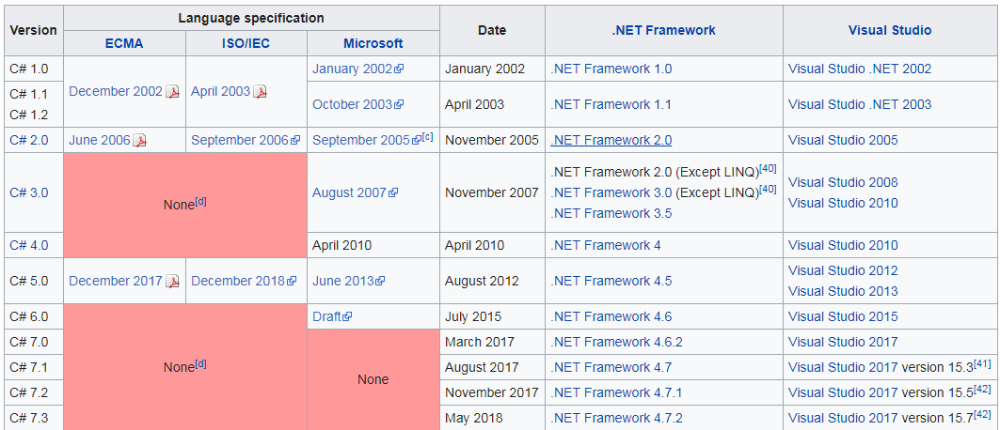 Version Language specification Date .NET Framework Visual Studio
ECMA ISO/IEC Microsoft
C# 1.0 December 2002 April 2003 January 2002 January 2002 .NET Framework 1.0 Visual Studio .NET 2002
C# 1.1
C# 1.2
October 2003 April 2003 .NET Framework 1.1 Visual Studio .NET 2003
C# 2.0 June 2006 September 2006 September 2005[c] November 2005 .NET Framework 2.0 Visual Studio 2005
C# 3.0 None[d] August 2007 November 2007
.NET Framework 2.0 (Except LINQ)[40]
.NET Framework 3.0 (Except LINQ)[40]
.NET Framework 3.5
Visual Studio 2008
Visual Studio 2010
C# 4.0 April 2010 April 2010 .NET Framework 4 Visual Studio 2010
C# 5.0 December 2017 December 2018 June 2013 August 2012 .NET Framework 4.5
Visual Studio 2012
Visual Studio 2013
C# 6.0 None[d] Draft July 2015 .NET Framework 4.6 Visual Studio 2015
C# 7.0 None March 2017 .NET Framework 4.6.2 Visual Studio 2017
C# 7.1 August 2017 .NET Framework 4.7 Visual Studio 2017 version 15.3[41]
C# 7.2 November 2017 .NET Framework 4.7.1 Visual Studio 2017 version 15.5[42]
C# 7.3 May 2018 .NET Framework 4.7.2 Visual Studio 2017 version 15.7[42]